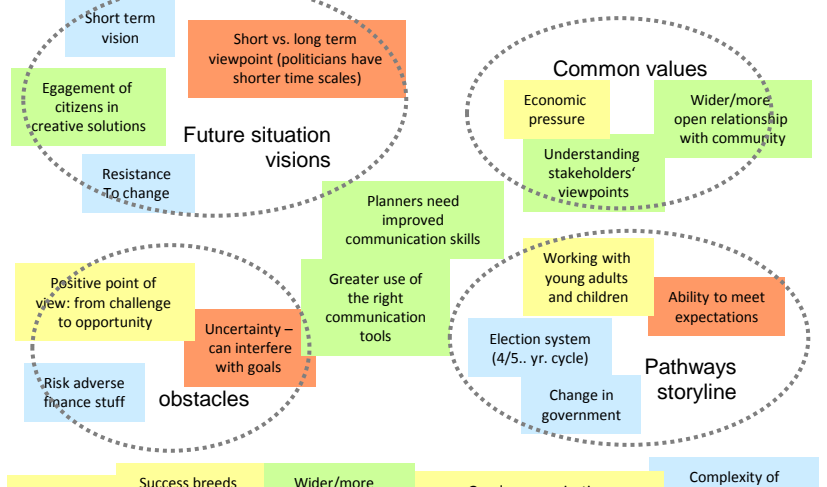 Short term
vision
Short vs. long term
viewpoint (politicians have
shorter time scales)
Egagement of
citizens in
creative solutions
Future situation
visions
Resistance
To change
Common values
Economic
pressure
Wider/more
open relationship
with community
Understanding
stakeholders‘
viewpoints
Planners need
improved
communication skills
Greater use of
the right
communication
tools
Positive point of
view: from challenge
to opportunity
Uncertainty –
can interfere
with goals
Risk adverse
finance stuff
obstacles
Working with
young adults
and children
Ability to meet
expectations
Election system
(4/5.. yr. cycle)
Change in
government
Pathways
storyline
Success breeds
Wider/more
Complexity of